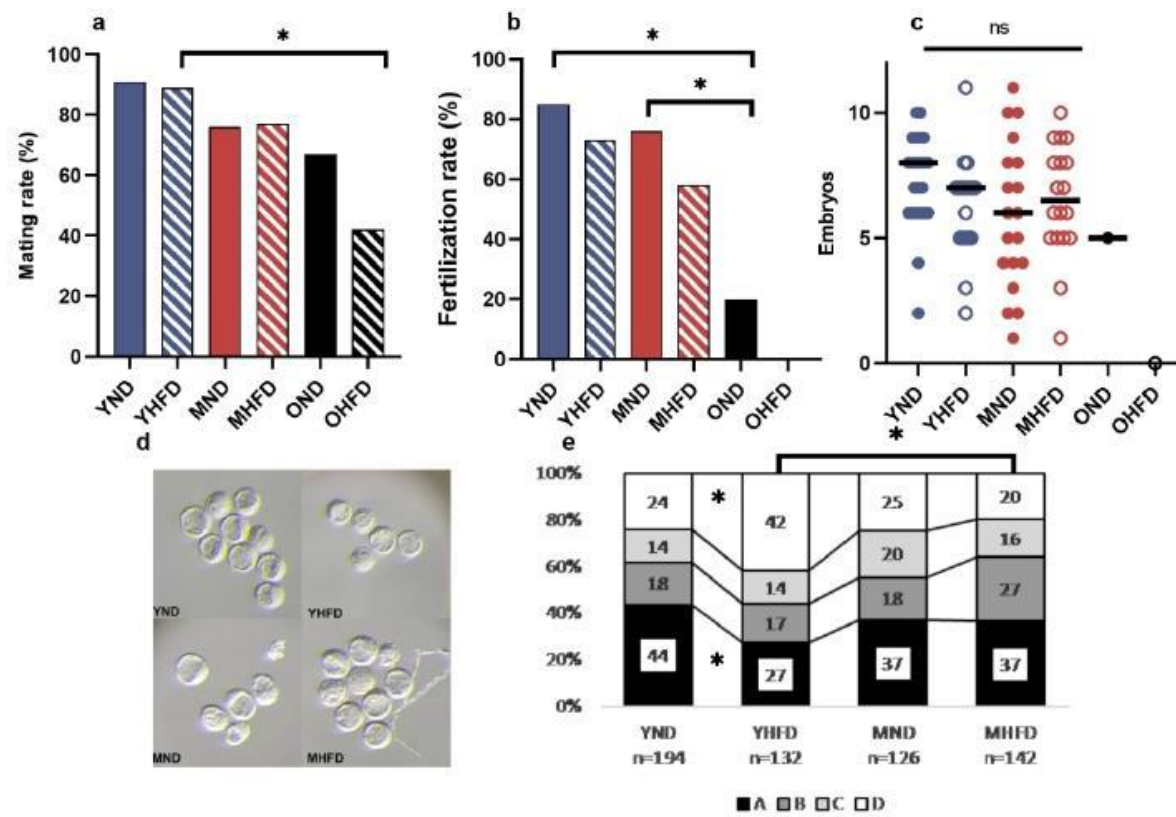 a
*
Mating rate (%)
100
80
60
40
20
0
YND
YHFD
MND
MHFD
OND
OHFD
b
*
*
Fertilization rate (%)
100
80
60
40
20
0
YND
YHFD
MND
MHFD
OND
OHFD
c
ns
Embryos
10
5
0
YND
YHFD
MND
MHFD
OND
OHFD
d
YND
YHFD
MND
MHFD
e
*
100%
80%
60%
40%
20%
0%
24 * 42 25 20
14 14 20 16
18 17 18 27
44 * 27 37 37
YND YHFD MND MHFD
n=194 n=132 n=126 n=142
A B C D